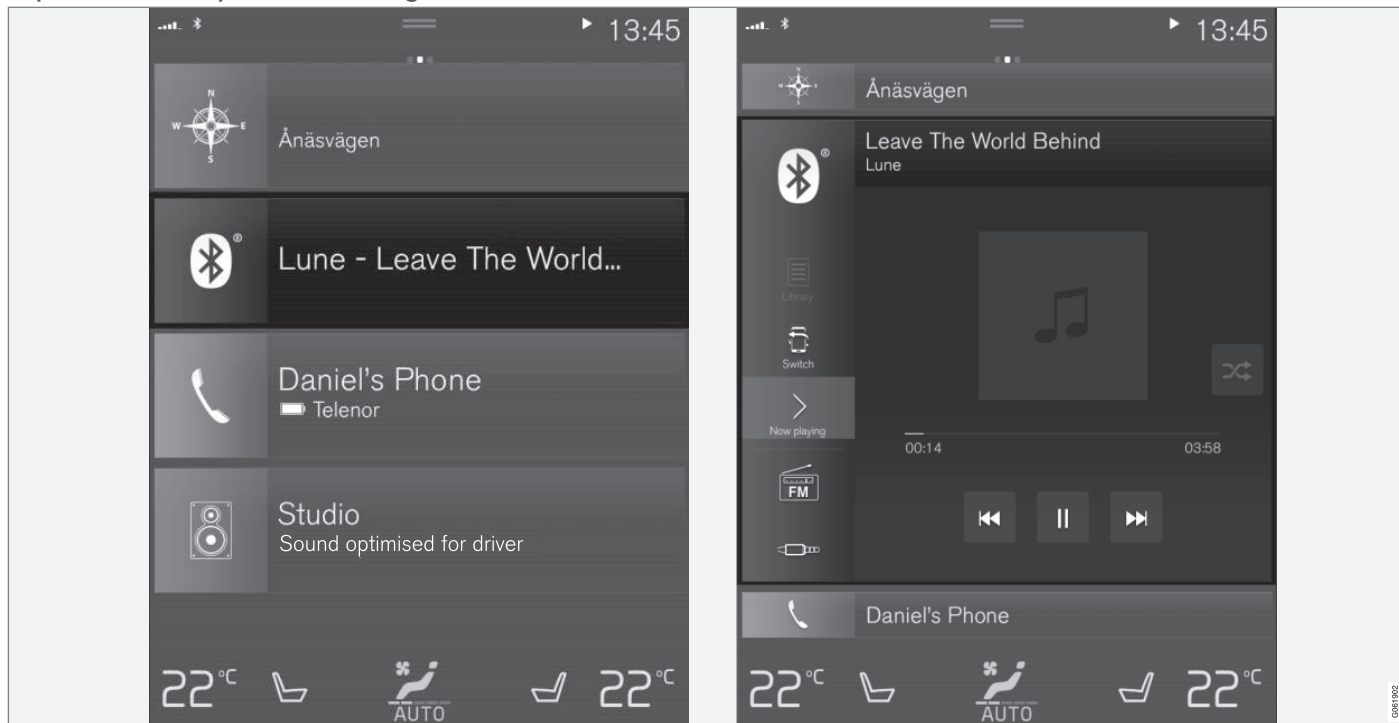 13:45
N
W E
S
Ånäsvägen
®
Lune - Leave The World...
Daniel's Phone
Telenor
Studio
Sound optimised for driver
22°C
AUTO
22°C
13:45
N
W E
S
Ånäsvägen
®
Leave The World Behind
Lune
Library
Switch
Now playing
00:14
03:58
FM
Daniel's Phone
22°C
AUTO
22°C
G061902